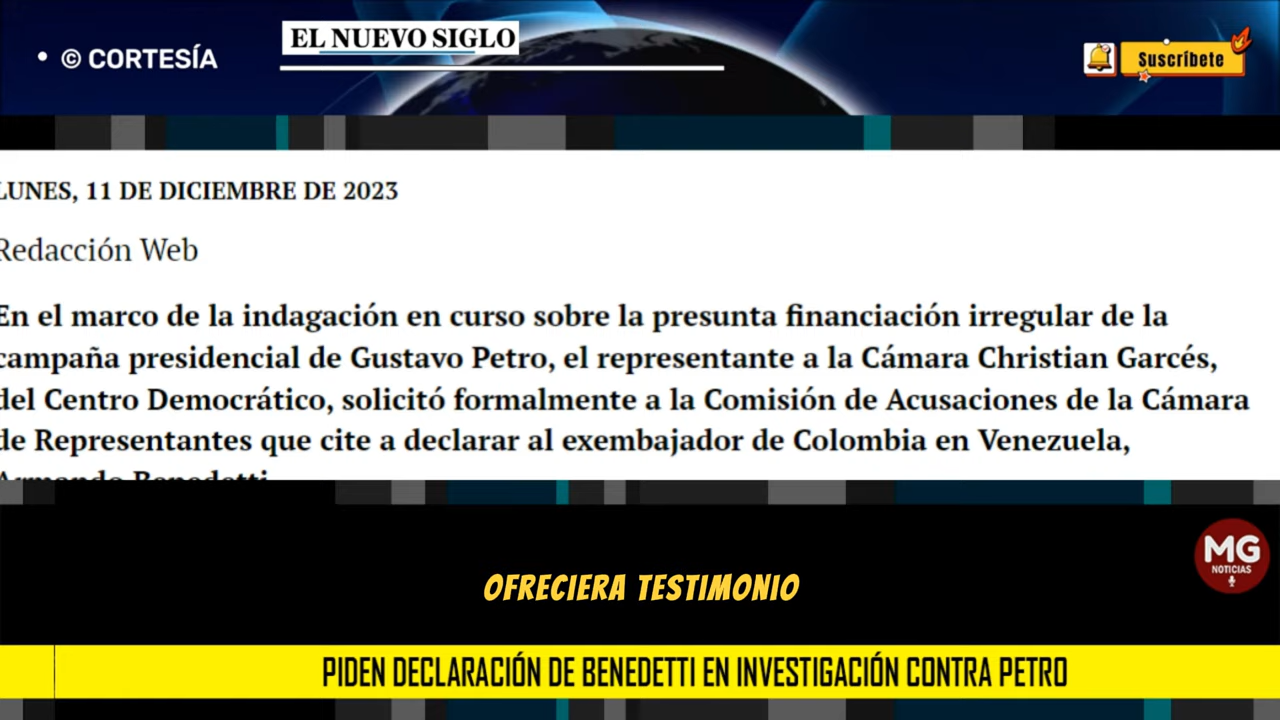 • © CORTESÍA
EL NUEVO SIGLO
Suscríbete
LUNES, 11 DE DICIEMBRE DE 2023
Redacción Web
En el marco de la indagación en curso sobre la presunta financiación irregular de la
campaña presidencial de Gustavo Petro, el representante a la Cámara Christian Garcés,
del Centro Democrático, solicitó formalmente a la Comisión de Acusaciones de la Cámara
de Representantes que cite a declarar al exembajador de Colombia en Venezuela,
Armando Benedetti
OFRECIERA TESTIMONIO
MG
NOTICIAS
PIDEN DECLARACIÓN DE BENEDETTI EN INVESTIGACIÓN CONTRA PETRO